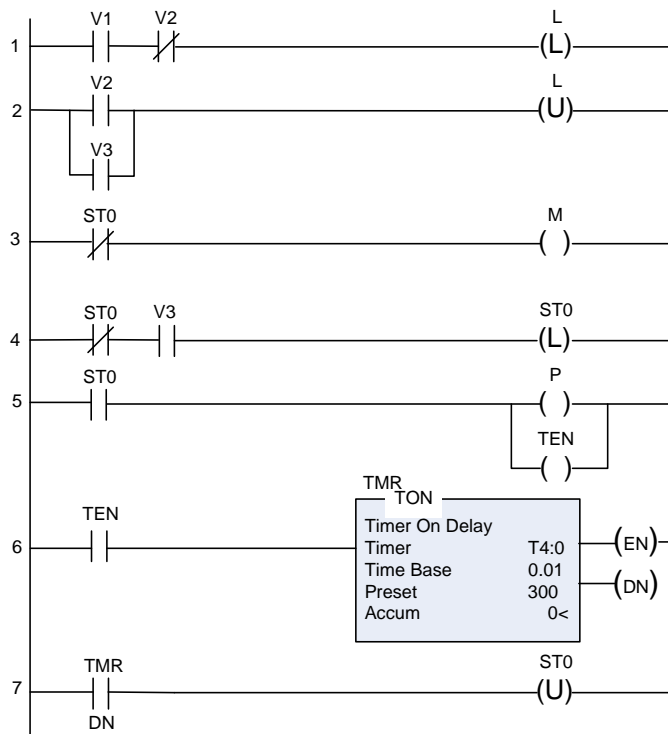 V1 V2 L
1 (L)
V2 L
2 (U)
V3
ST0 M
3 ( )
ST0 V3 ST0
4 (L)
ST0 P
5 ( )
TEN
( )
TMR
TON
TEN
Timer On Delay
Timer T4:0
6 (EN)
Time Base 0.01
(DN)
Preset 300
Accum 0<
TMR ST0
7 (U)
DN